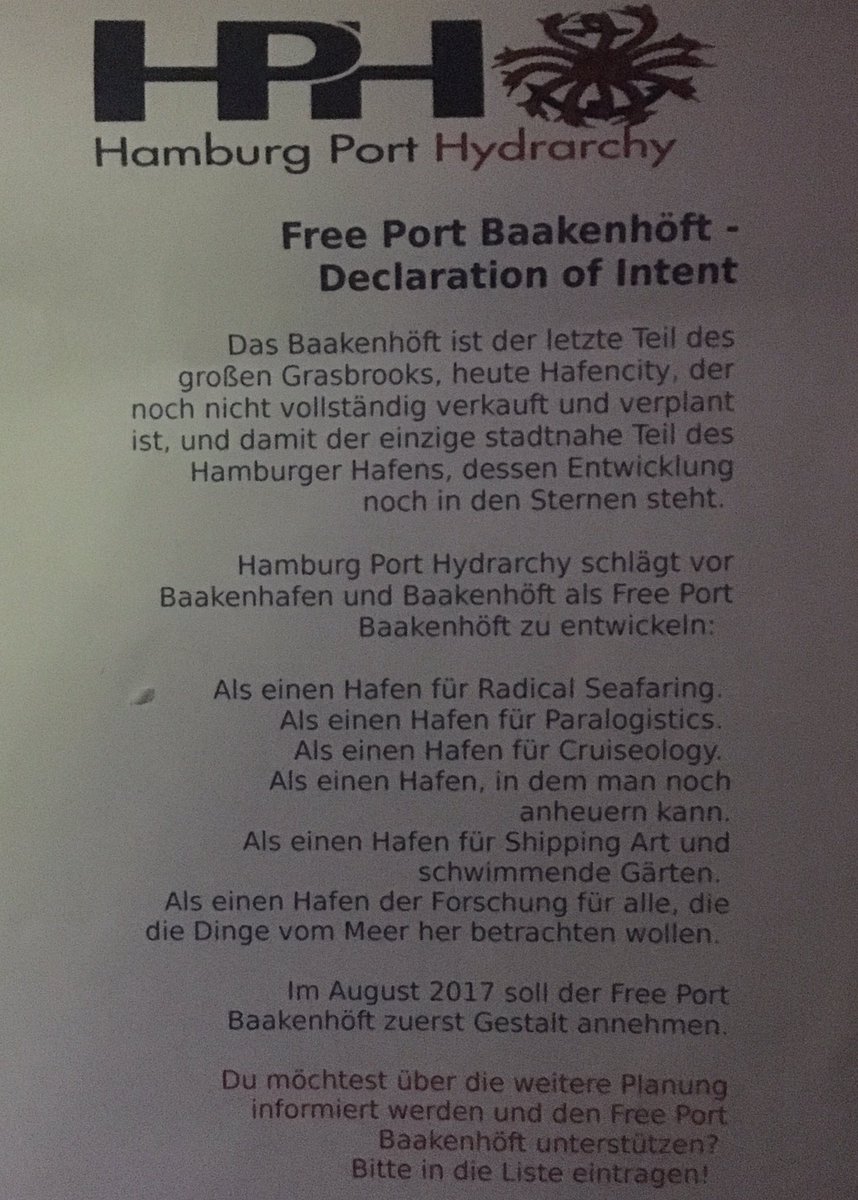 HPH
Hamburg Port Hydrarchy
Free Port Baakenhöft -
Declaration of Intent
Das Baakenhöft ist der letzte Teil des
großen Grasbrooks, heute Hafencity, der
noch nicht vollständig verkauft und verplant
ist, und damit der einzige stadtnahe Teil des
Hamburger Hafens, dessen Entwicklung
noch in den Sternen steht.
Hamburg Port Hydrarchy schlägt vor
Baakenhafen und Baakenhöft als Free Port
Baakenhöft zu entwickeln:
Als einen Hafen für Radical Seafaring.
Als einen Hafen für Paralogistics.
Als einen Hafen für Cruiseology.
Als einen Hafen, in dem man noch
anheuern kann.
Als einen Hafen für Shipping Art und
schwimmende Gärten.
Als einen Hafen der Forschung für alle, die
die Dinge vom Meer her betrachten wollen.
Im August 2017 soll der Free Port
Baakenhöft zuerst Gestalt annehmen.
Du möchtest über die weitere Planung
informiert werden und den Free Port
Baakenhöft unterstützen?
Bitte in die Liste eintragen!